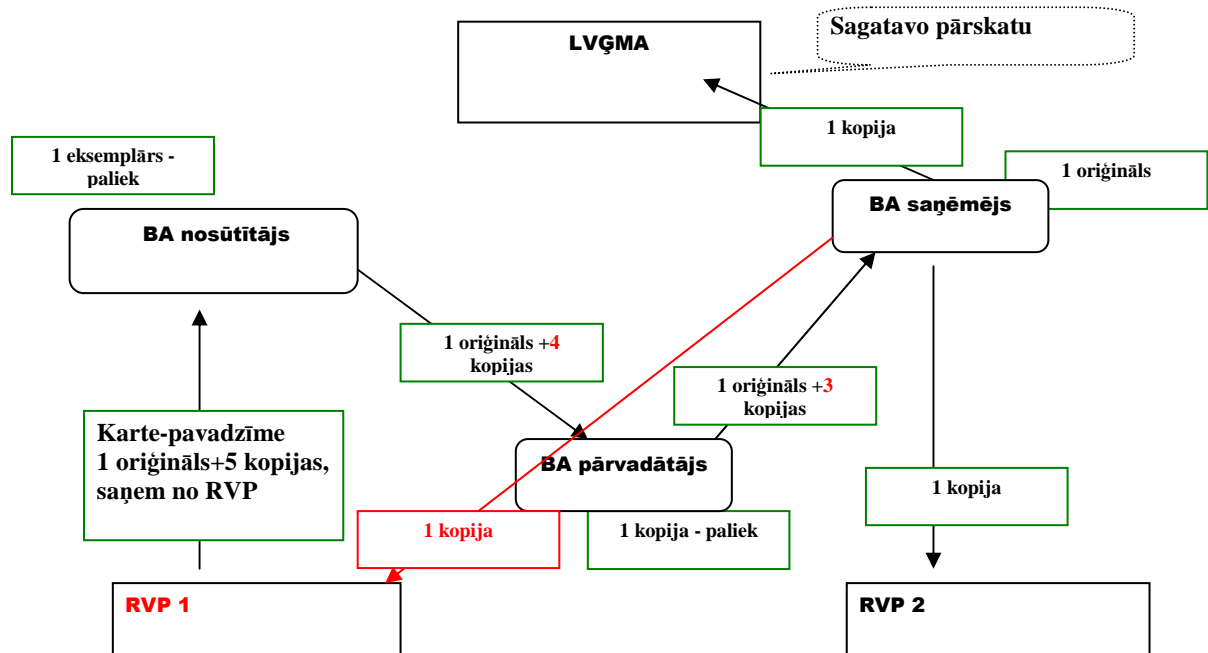 Sagatavo pārskatu
LVĢMA
1 kopija
1 eksemplārs -
paliek
1 oriģināls
BA saņēmējs
BA nosūtītājs
1 oriģināls +4
kopijas
1 oriģināls +3
kopijas
Karte-pavadzīme
1 oriģināls+5 kopijas,
saņem no RVP
BA pārvadātājs
1 kopija
1 kopija
1 kopija - paliek
RVP 1
RVP 2